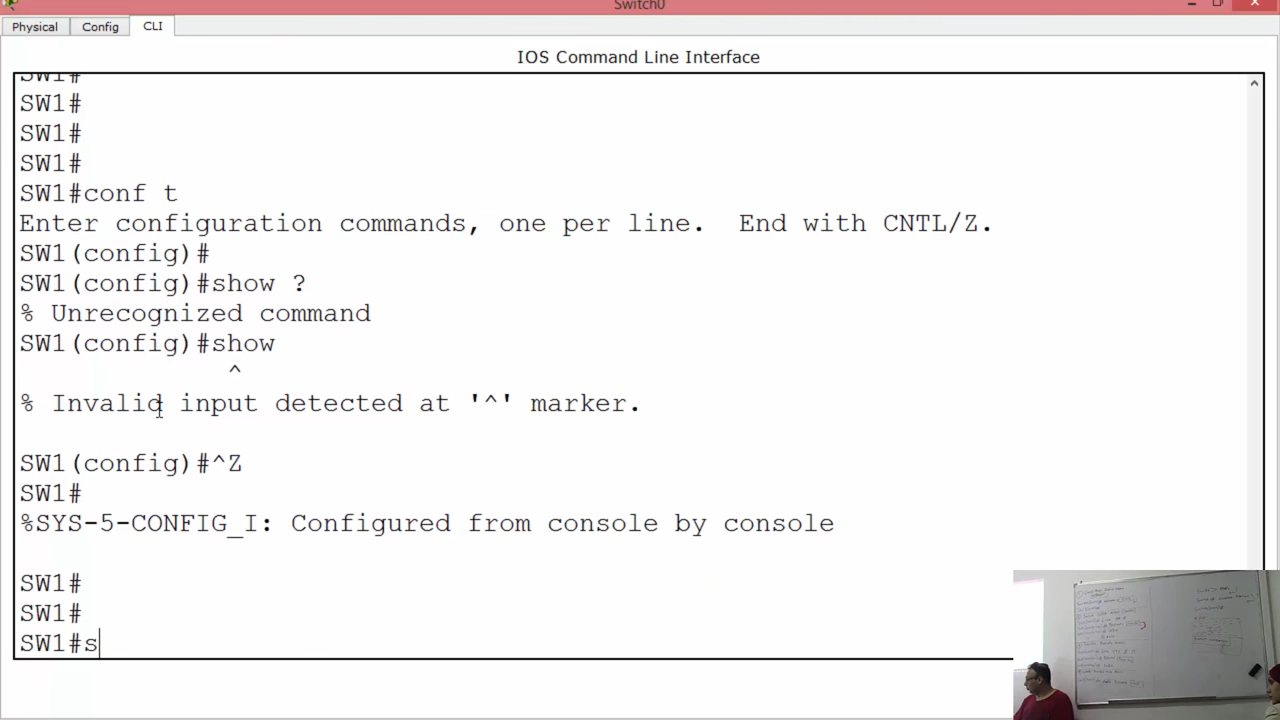 Switch0
Physical Config CLI
IOS Command Line Interface
SW1#
SW1#
SW1#
SW1#
SW1#conf t
Enter configuration commands, one per line.  End with CNTL/Z.
SW1(config)#
SW1(config)#show ?
% Unrecognized command
SW1(config)#show
^
% Invalid input detected at '^' marker.
SW1(config)#^Z
SW1#
%SYS-5-CONFIG_I: Configured from console by console
SW1#
SW1#
SW1#s